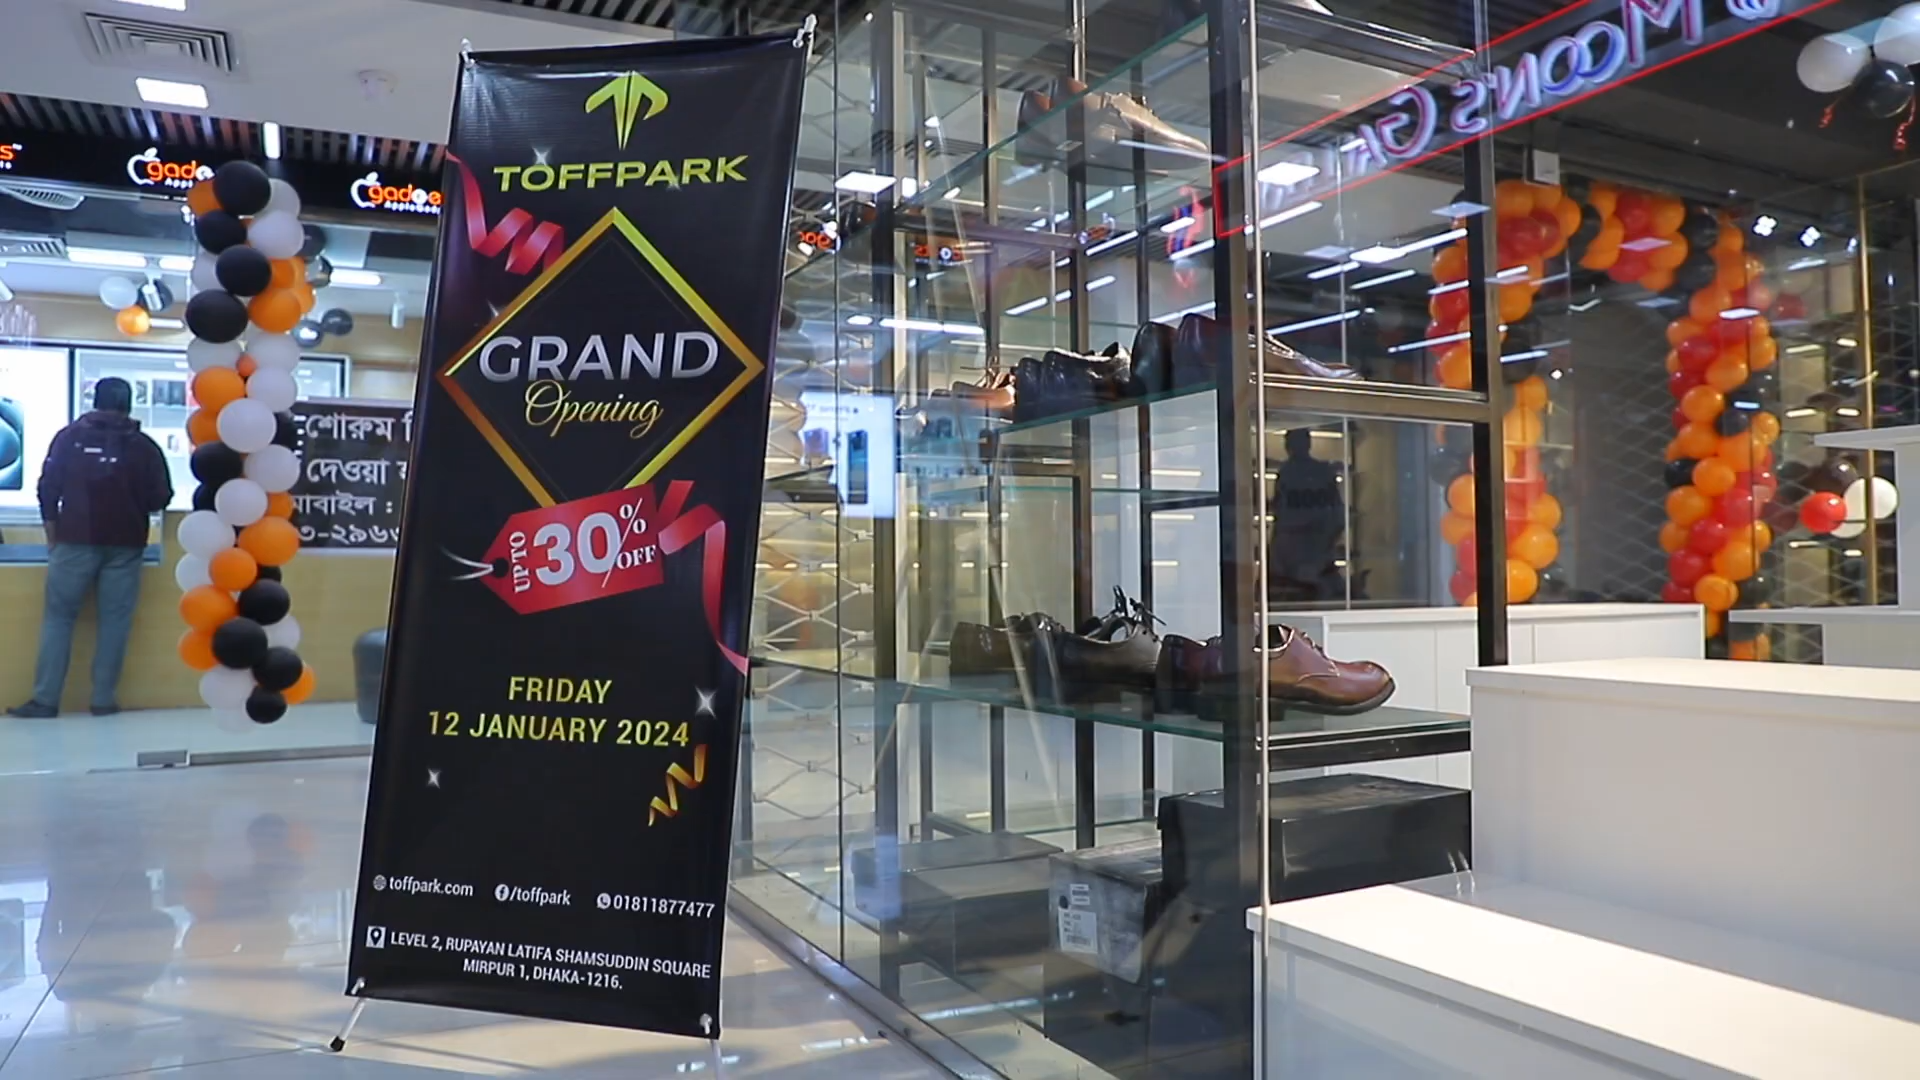 TOFFPARK
GRAND
Opening
UPTO 30% OFF
FRIDAY
12 JANUARY 2024
toffpark.com /toffpark 01811877477
LEVEL 2, RUPAYAN LATIFA SHAMSUDDIN SQUARE
MIRPUR 1, DHAKA-1216.
শোরুম
দেওয়া
MOON'S